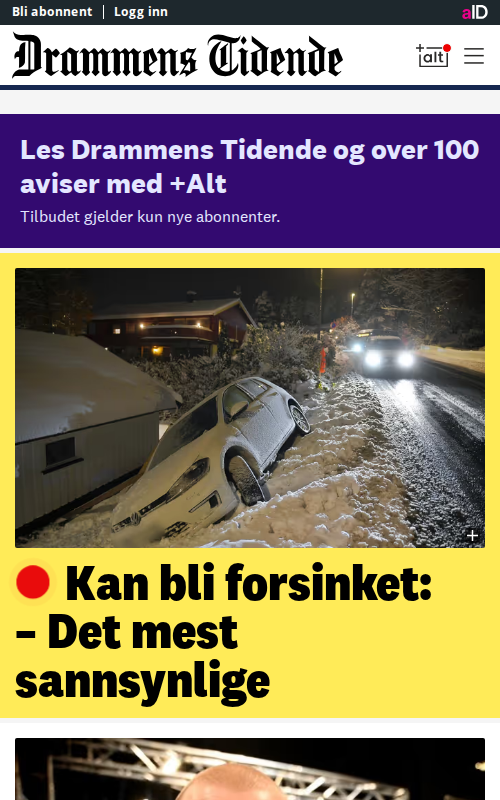 Bli abonnent
Logg inn
aID
Drammens Tidende
+alt
Les Drammens Tidende og over 100
aviser med +Alt
Tilbudet gjelder kun nye abonnenter.
Kan bli forsinket:
– Det mest
sannsynlige